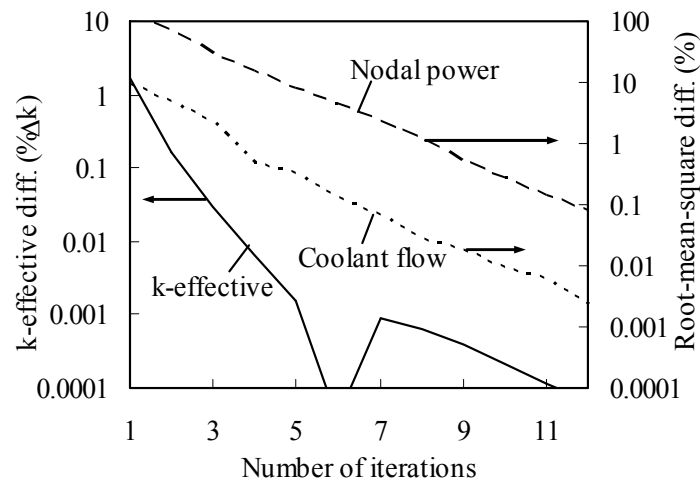 k-effective diff. (%Δk)
10
1
0.1
0.01
0.001
0.0001
Nodal power
Coolant flow
k-effective
100
10
1
0.1
0.01
0.001
0.0001
Root-mean-square diff. (%)
1 3 5 7 9 11
Number of iterations